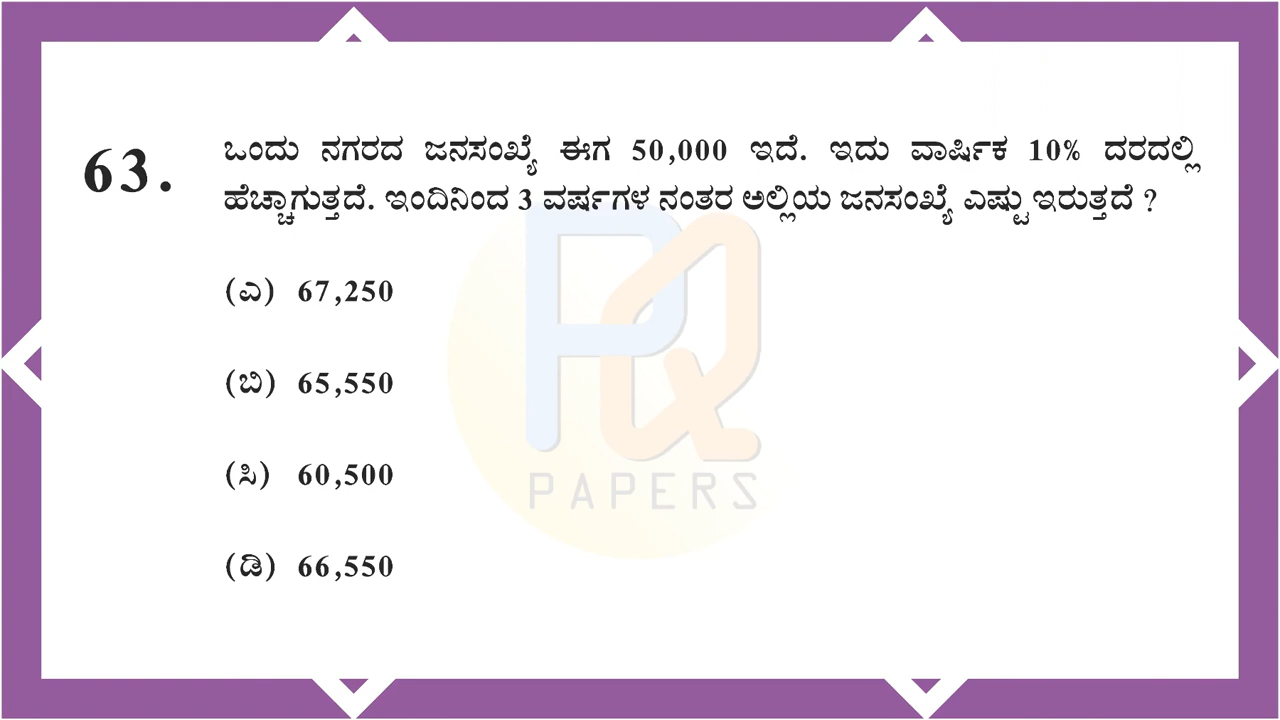 63. ಒಂದು ನಗರದ ಜನಸಂಖ್ಯೆ ಈಗ 50,000 ಇದೆ. ಇದು ವಾರ್ಷಿಕ 10% ದರದಲ್ಲಿ
ಹೆಚ್ಚಾಗುತ್ತದೆ. ಇಂದಿನಿಂದ 3 ವರ್ಷಗಳ ನಂತರ ಅಲ್ಲಿಯ ಜನಸಂಖ್ಯೆ ಎಷ್ಟು ಇರುತ್ತದೆ ?
(ಎ) 67,250
(ಬಿ) 65,550
(ಸಿ) 60,500
(ಡಿ) 66,550
PQ
PAPERS